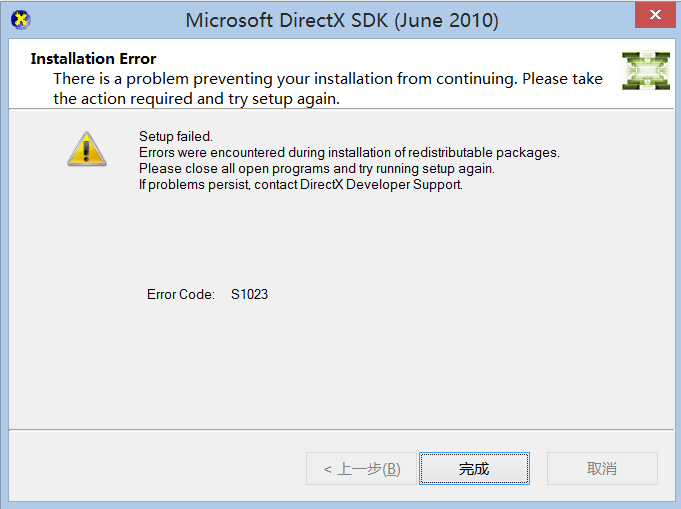 Microsoft DirectX SDK (June 2010)
Installation Error
There is a problem preventing your installation from continuing. Please take
the action required and try setup again.
Setup failed.
Errors were encountered during installation of redistributable packages.
Please close all open programs and try running setup again.
If problems persist, contact DirectX Developer Support.
Error Code: S1023
< 上一步(B) 完成 取消